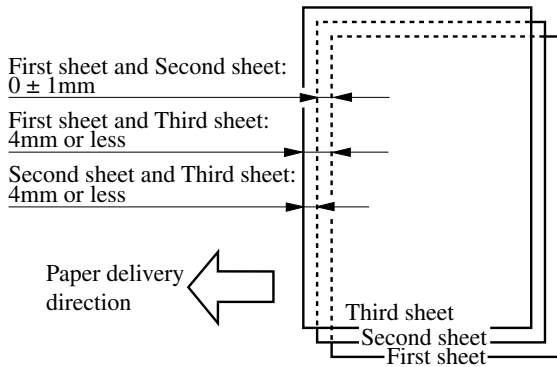 First sheet and Second sheet:
0 ± 1mm
First sheet and Third sheet:
4mm or less
Second sheet and Third sheet:
4mm or less
Paper delivery
direction
Third sheet
Second sheet
First sheet